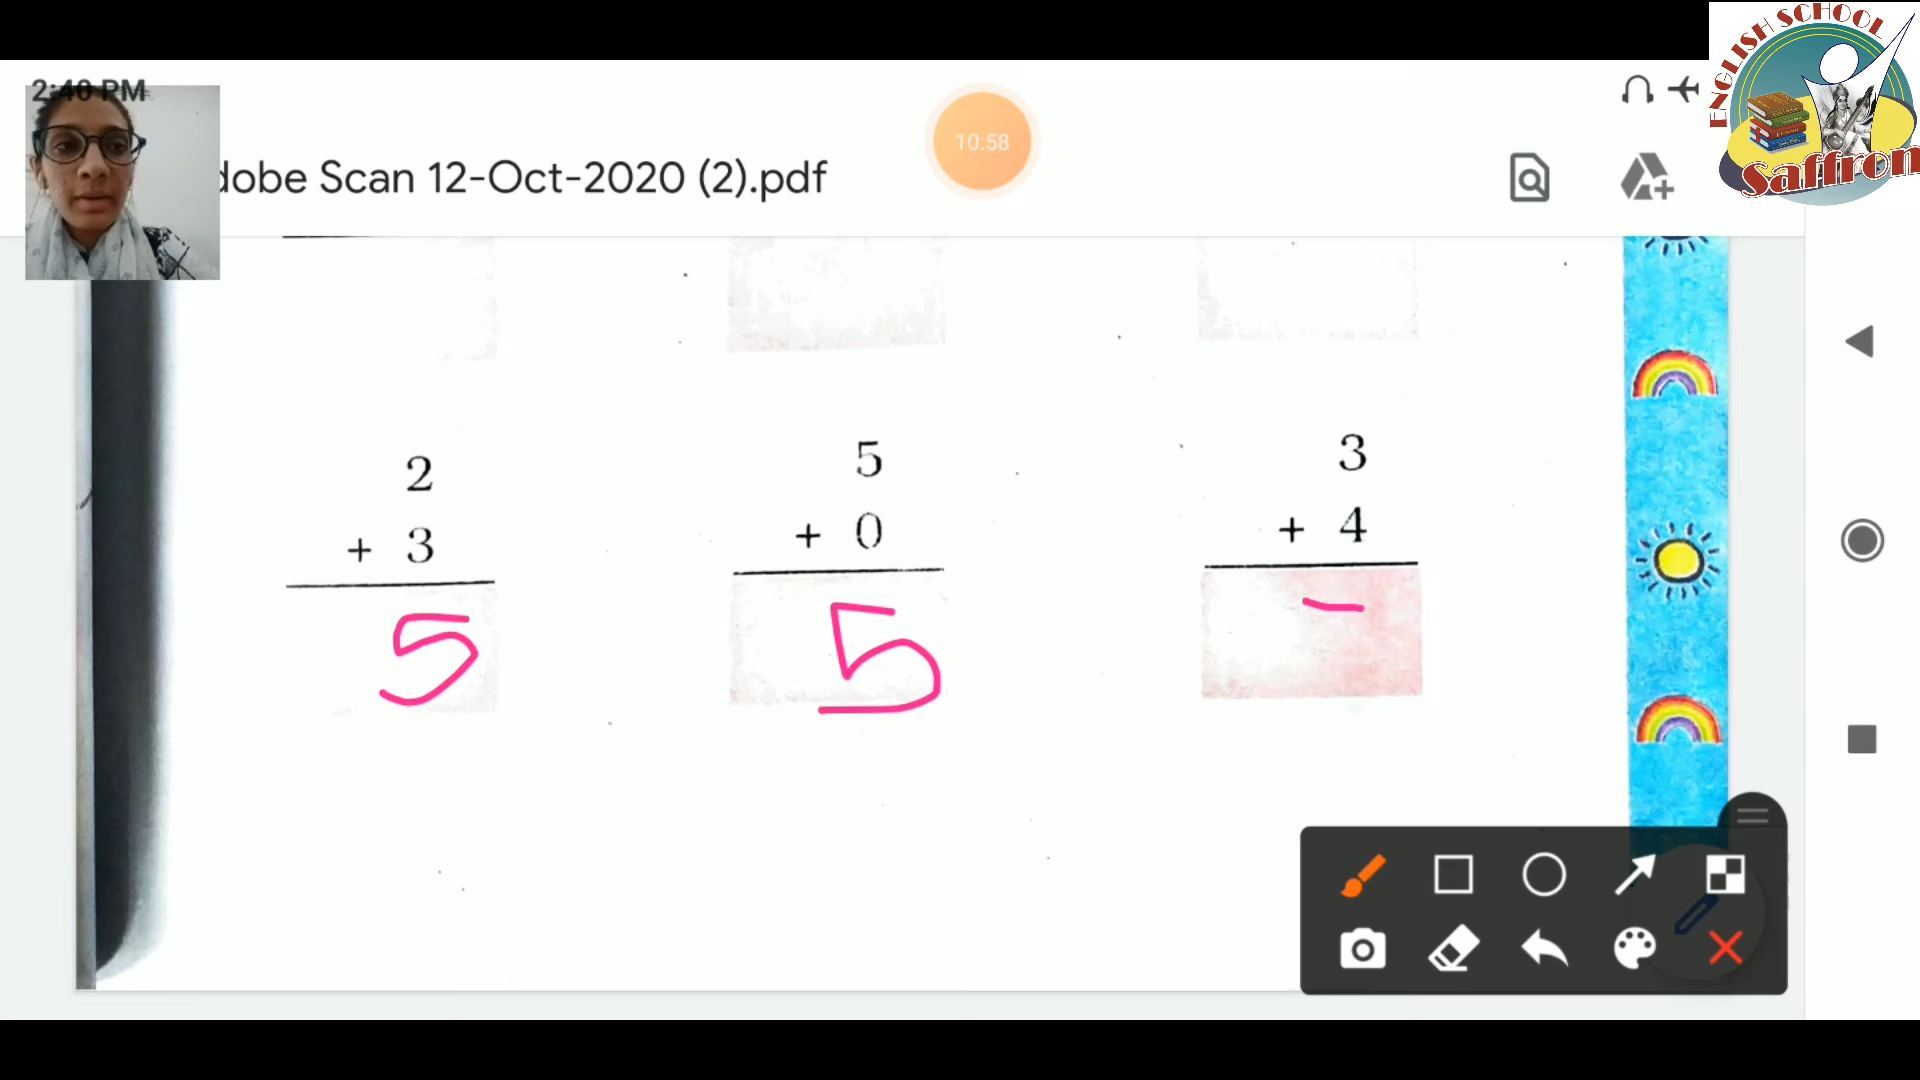 ENGLISH SCHOOL
Saffron
2:40 PM
10:58
dobe Scan 12-Oct-2020 (2).pdf
2 5 3
+ 3 + 0 + 4
5 5